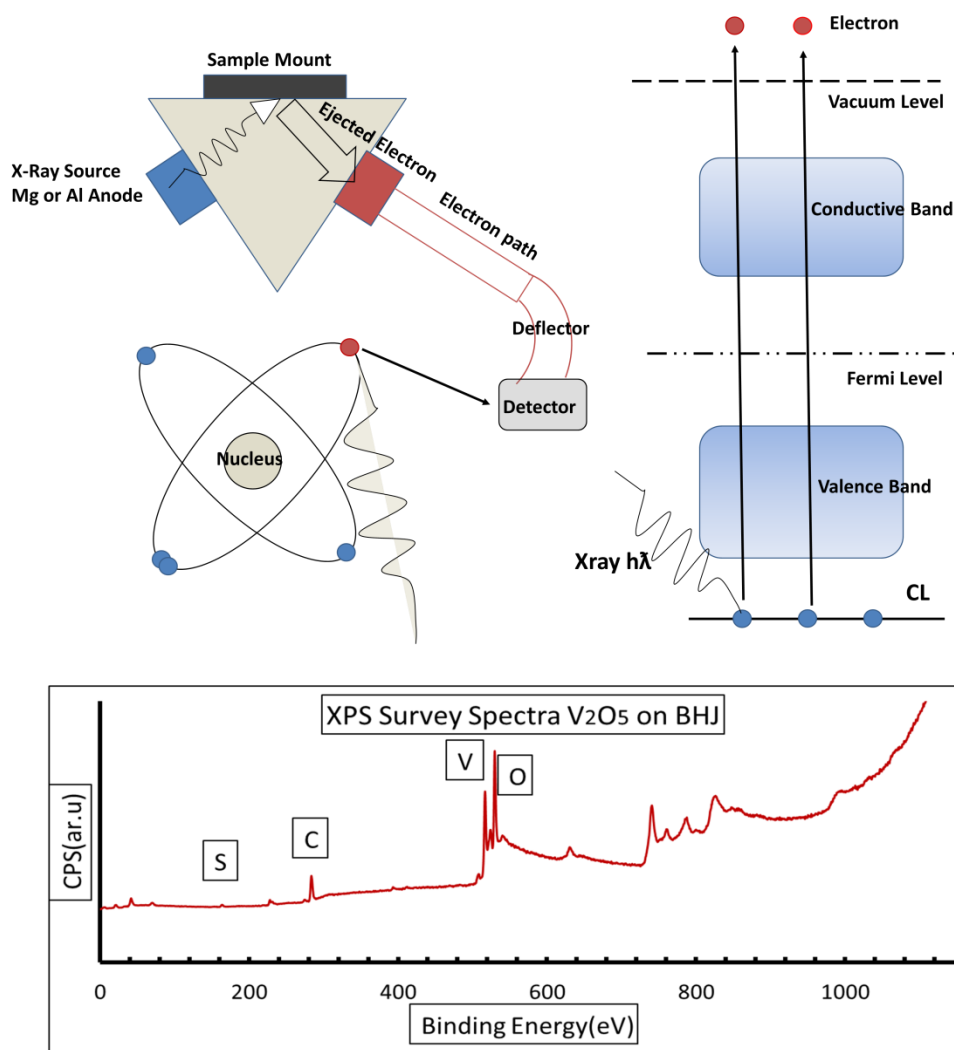 Sample Mount
X-Ray Source
Mg or Al Anode
Ejected Electron
Electron path
Deflector
Detector
Nucleus
Electron
Vacuum Level
Conductive Band
Fermi Level
Valence Band
Xray hλ
CL
XPS Survey Spectra V2O5 on BHJ
V
O
C
S
CPS(ar.u)
0 200 400 600 800 1000
Binding Energy(eV)